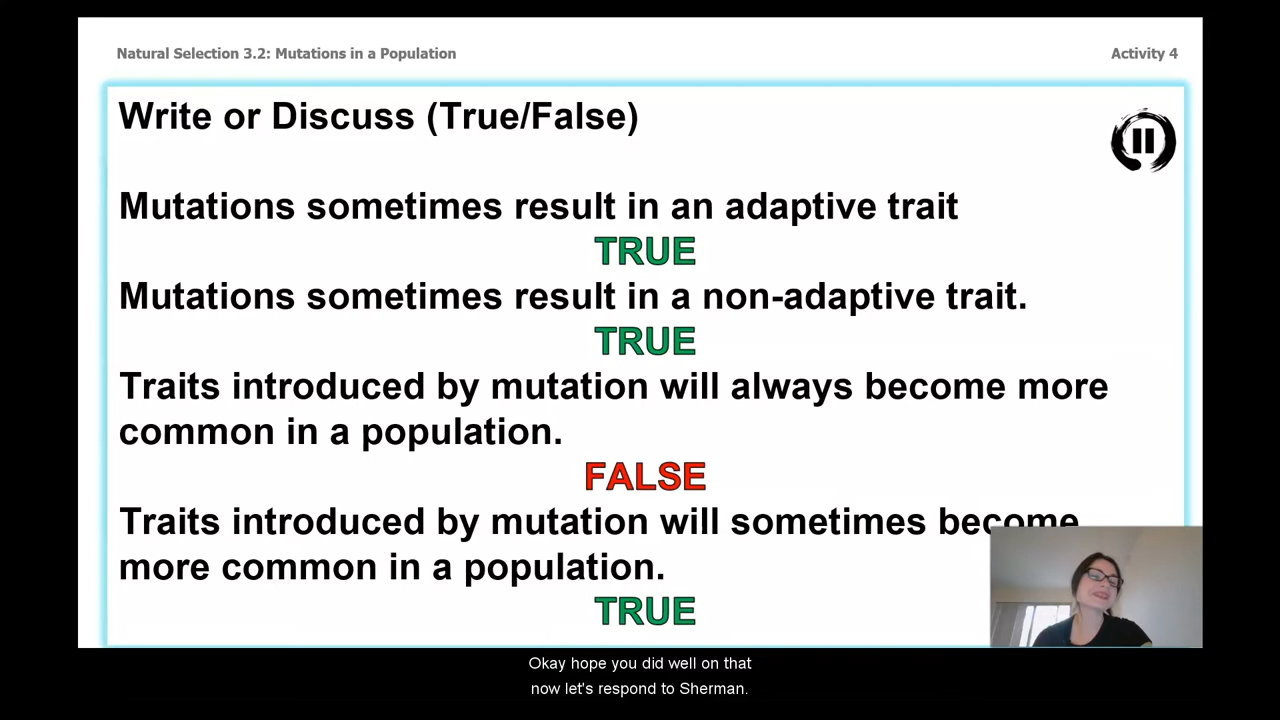 Natural Selection 3.2: Mutations in a Population
Activity 4
Write or Discuss (True/False)
Mutations sometimes result in an adaptive trait
TRUE
Mutations sometimes result in a non-adaptive trait.
TRUE
Traits introduced by mutation will always become more
common in a population.
FALSE
Traits introduced by mutation will sometimes become
more common in a population.
TRUE
Okay hope you did well on that
now let's respond to Sherman.